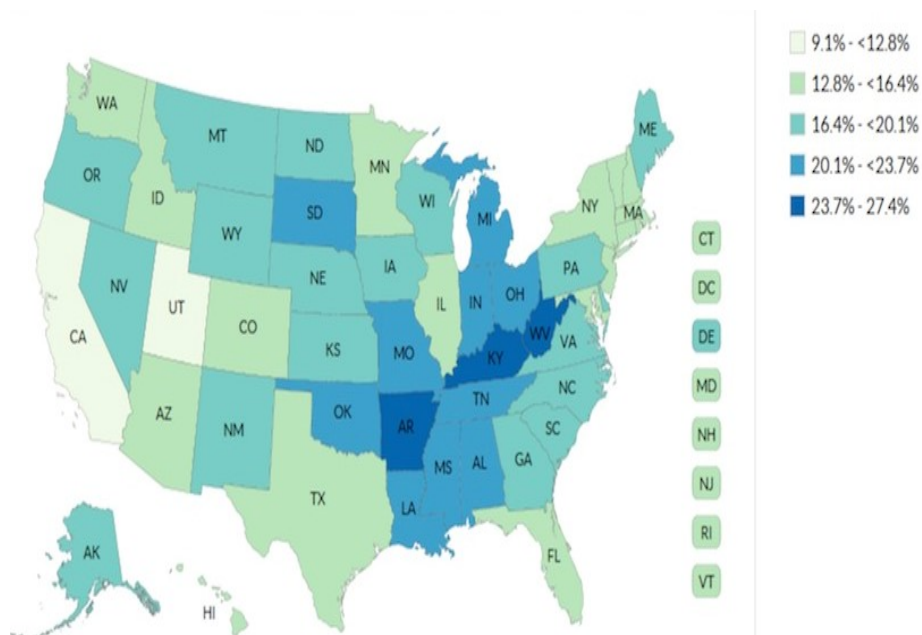 9.1% - <12.8%
12.8% - <16.4%
16.4% - <20.1%
20.1% - <23.7%
23.7% - 27.4%
WA
MT
ND
MN
ME
OR
ID
SD
WI
MI
NY
MA
WY
IA
PA
NE
NV
UT
CO
IL
IN
OH
CA
KS
MO
WV
VA
KY
AZ
NM
OK
AR
TN
NC
SC
MS
AL
GA
TX
LA
FL
AK
HI
CT
DC
DE
MD
NH
NJ
RI
VT